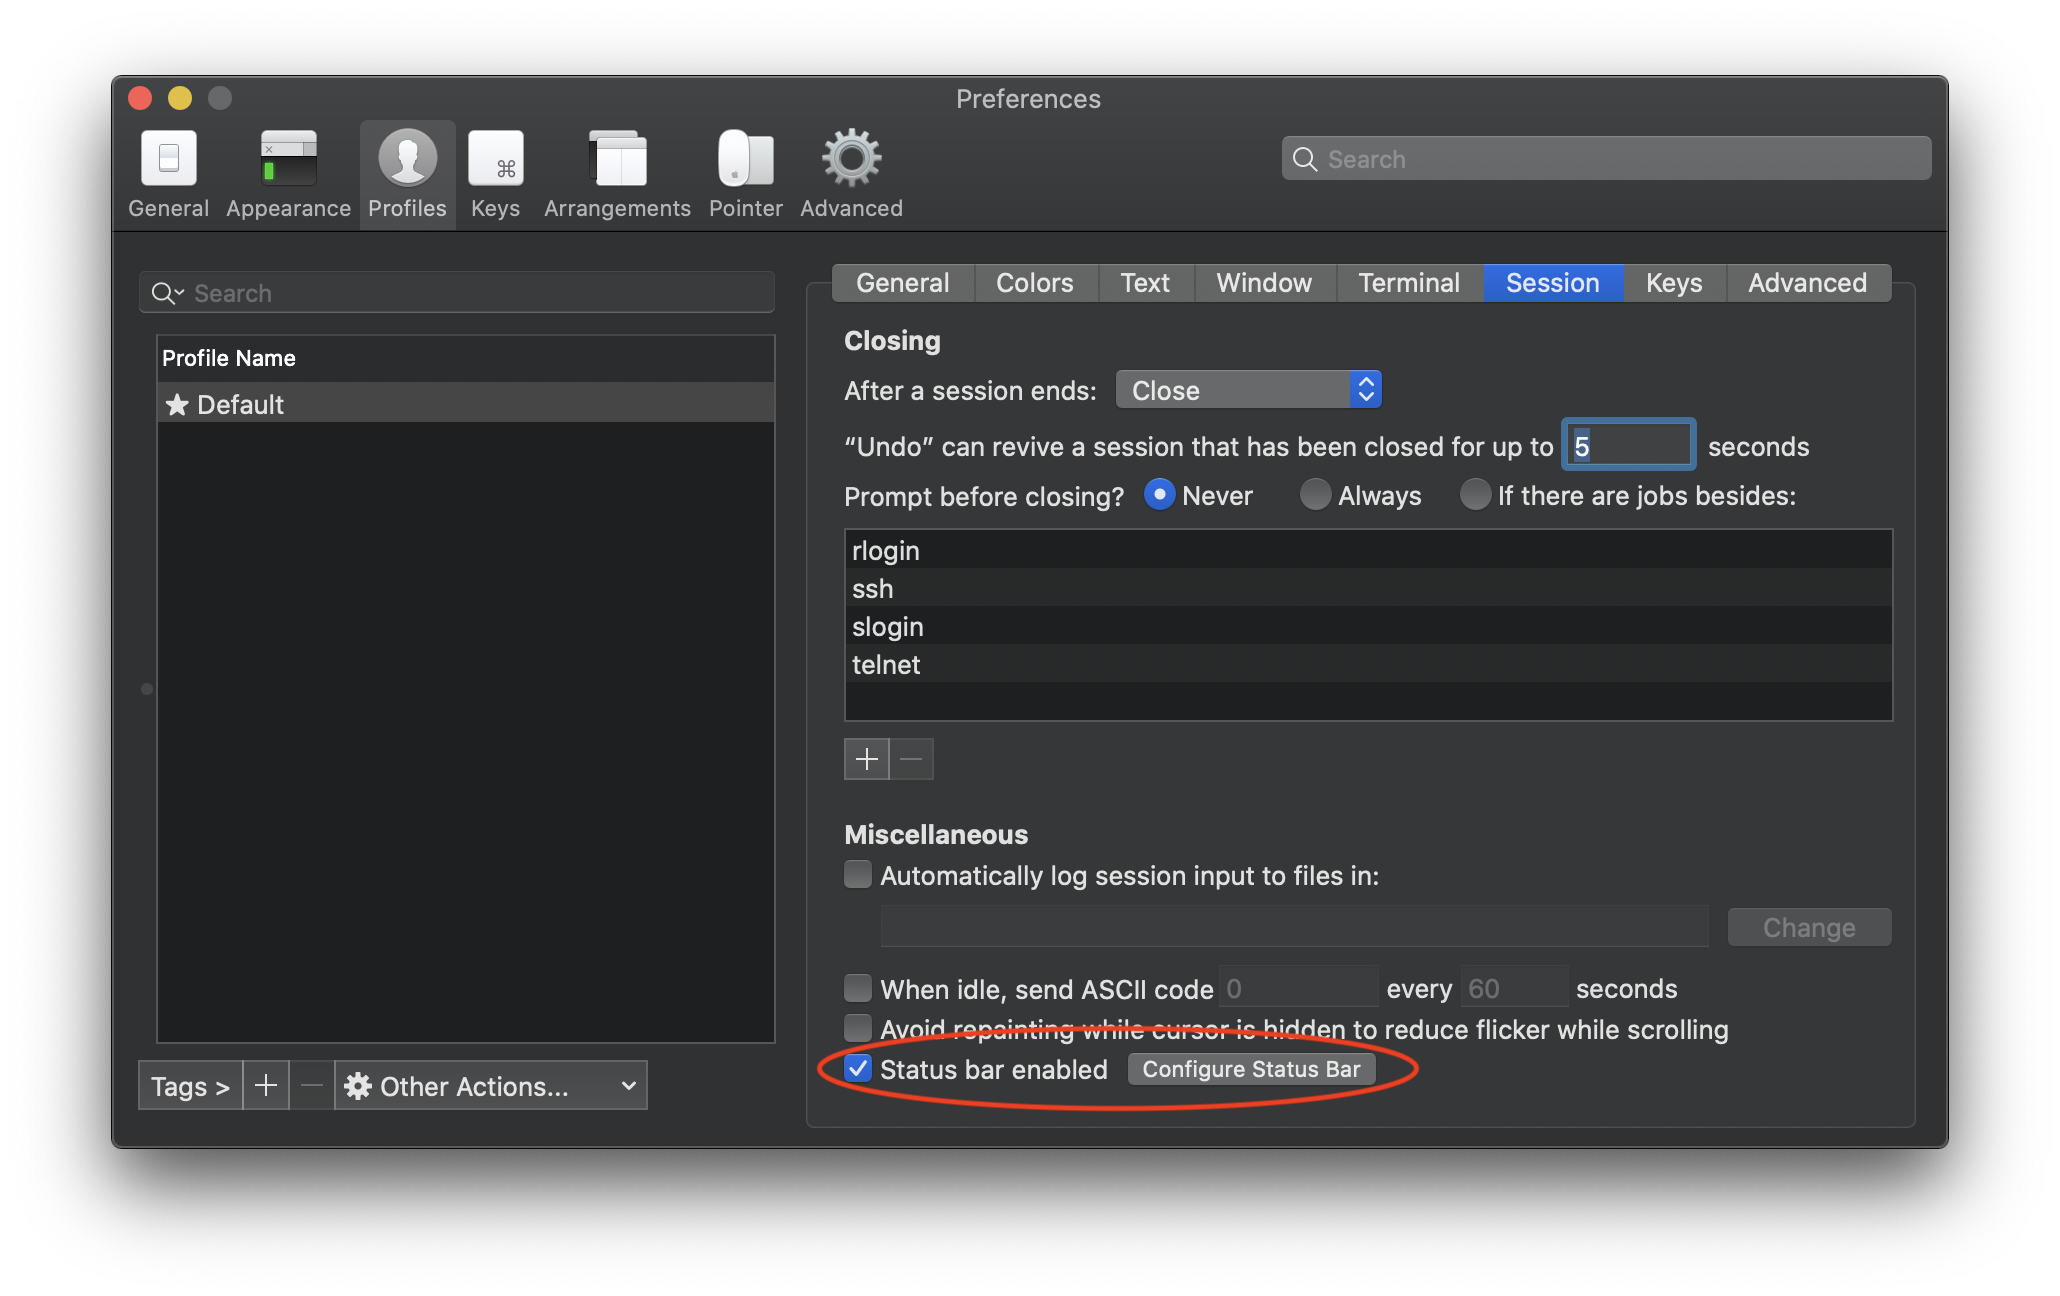 Preferences
General Appearance Profiles Keys Arrangements Pointer Advanced
Search
Search
Profile Name
Default
Tags >
Other Actions...
General Colors Text Window Terminal Session Keys Advanced
Closing
After a session ends: Close
“Undo” can revive a session that has been closed for up to 5 seconds
Prompt before closing? Never Always If there are jobs besides:
rlogin
ssh
slogin
telnet
Miscellaneous
Automatically log session input to files in:
Change
When idle, send ASCII code 0 every 60 seconds
Avoid repainting while cursor is hidden to reduce flicker while scrolling
Status bar enabled Configure Status Bar